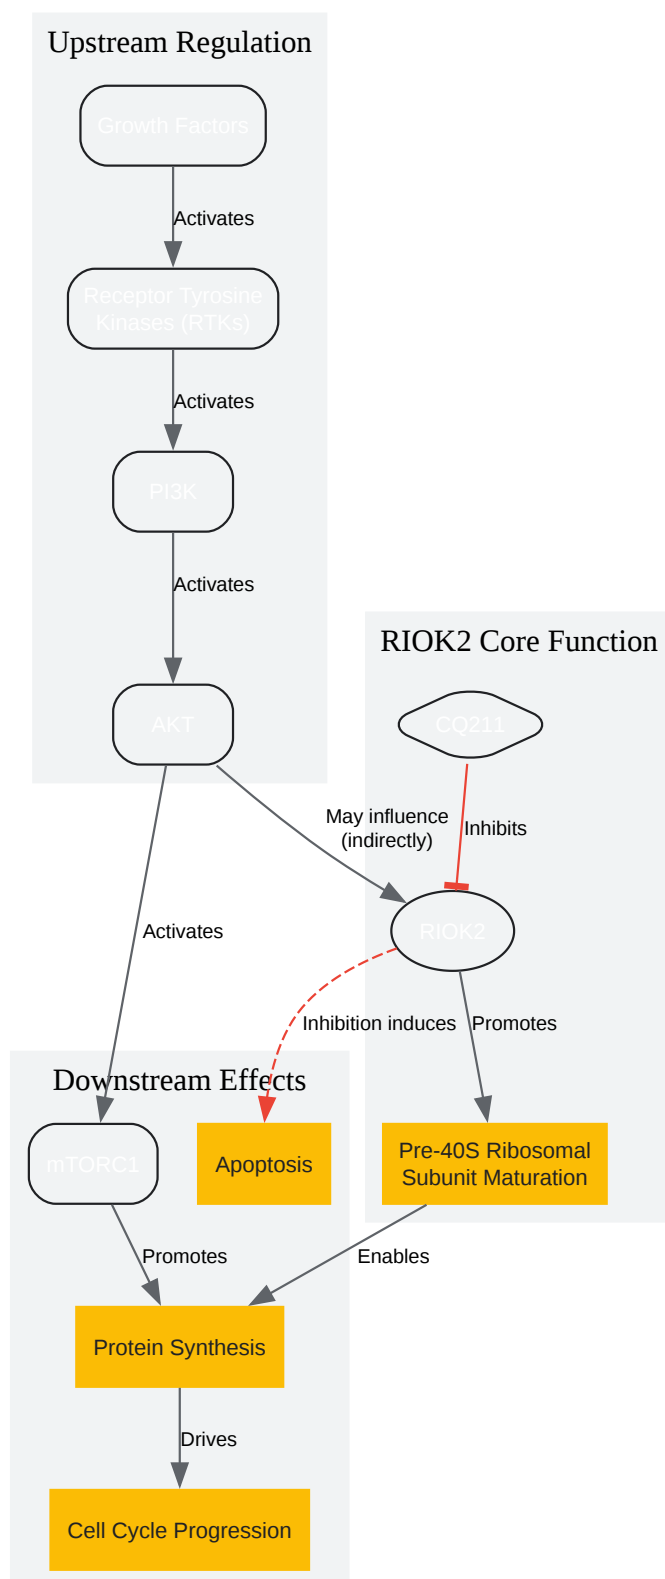 Upstream Regulation
Growth Factors
Activates
Receptor Tyrosine
Kinases (RTKs)
Activates
PI3K
Activates
AKT
RIOK2 Core Function
CQ211
May influence
(indirectly)
Inhibits
Activates
RIOK2
Inhibition induces
Promotes
Downstream Effects
mTORC1
Apoptosis
Pre-40S Ribosomal
Subunit Maturation
Promotes
Enables
Protein Synthesis
Drives
Cell Cycle Progression